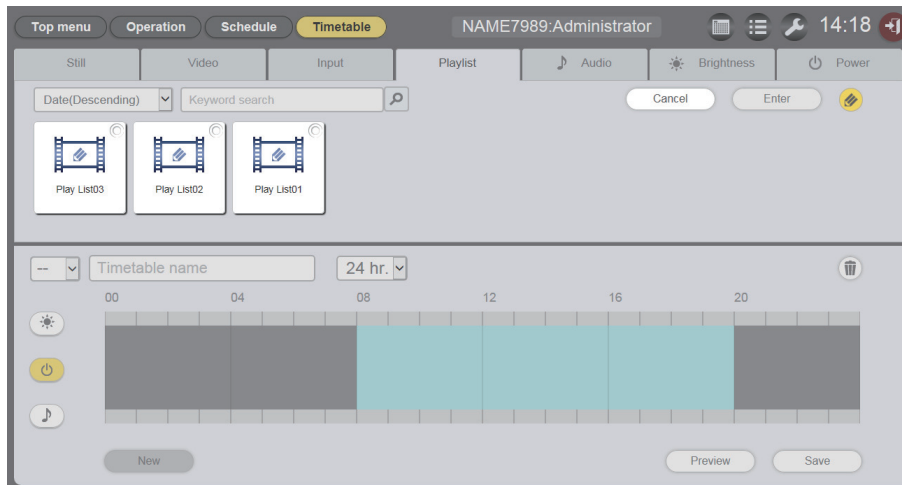 Top menu Operation Schedule Timetable NAME7989:Administrator 14:18
Still Video Input Playlist Audio Brightness Power
Date(Descending) Keyword search Cancel Enter
Play List03 Play List02 Play List01
-- Timetable name 24 hr.
00 04 08 12 16 20
New Preview Save